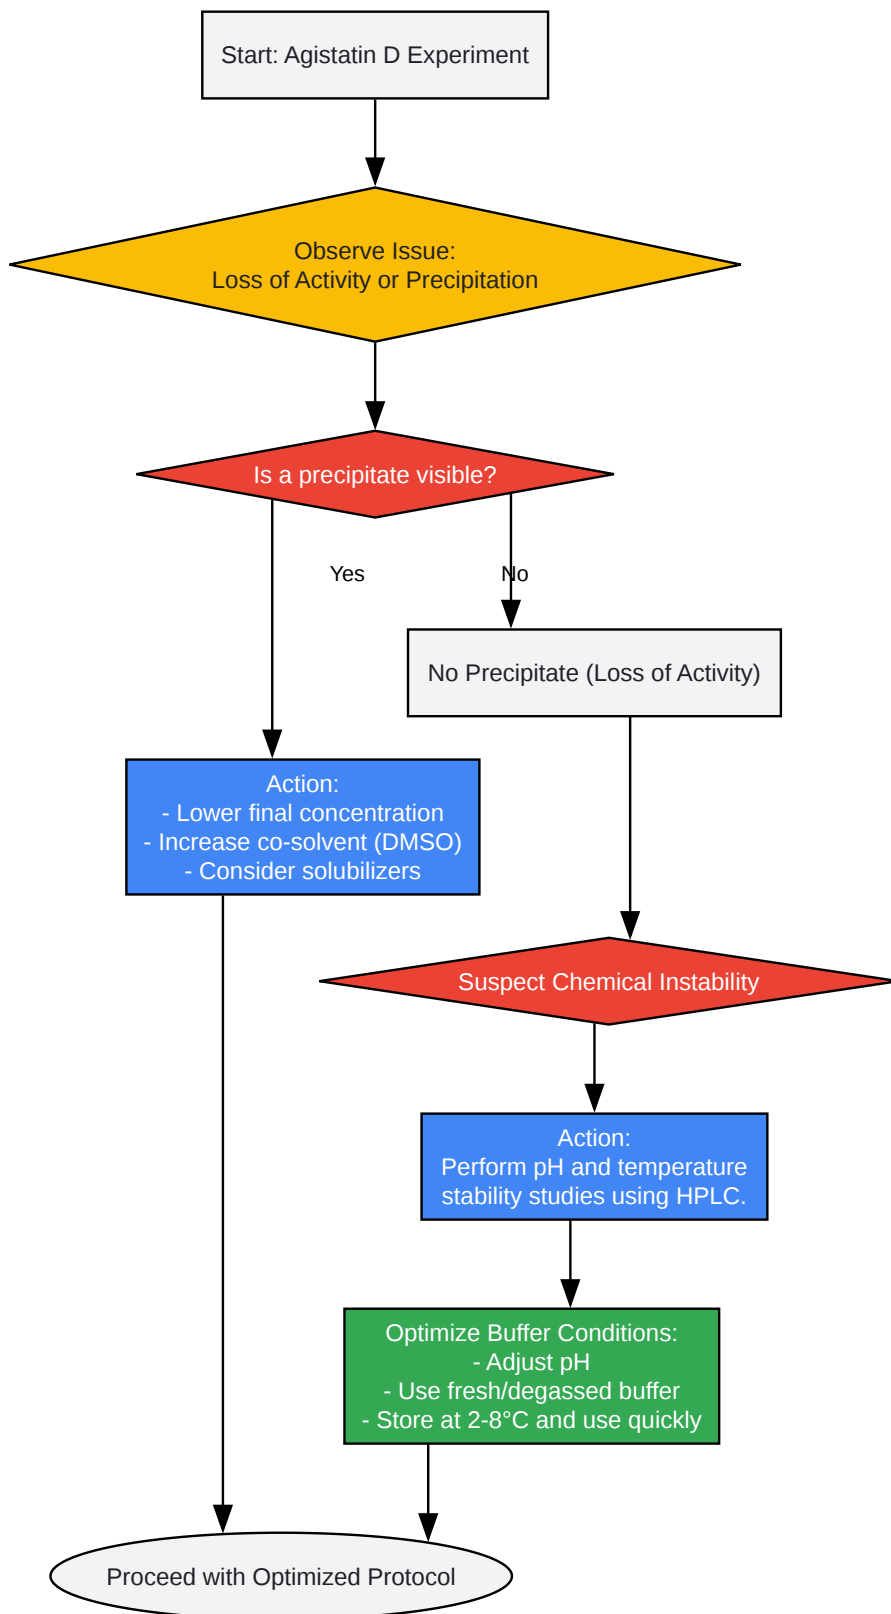 Start: Agistatin D Experiment
Observe Issue:
Loss of Activity or Precipitation
Is a precipitate visible?
Yes
No
No Precipitate (Loss of Activity)
Action:
- Lower final concentration
- Increase co-solvent (DMSO)
- Consider solubilizers
Suspect Chemical Instability
Action:
Perform pH and temperature
stability studies using HPLC.
Optimize Buffer Conditions:
- Adjust pH
- Use fresh/degassed buffer
- Store at 2-8°C and use quickly
Proceed with Optimized Protocol